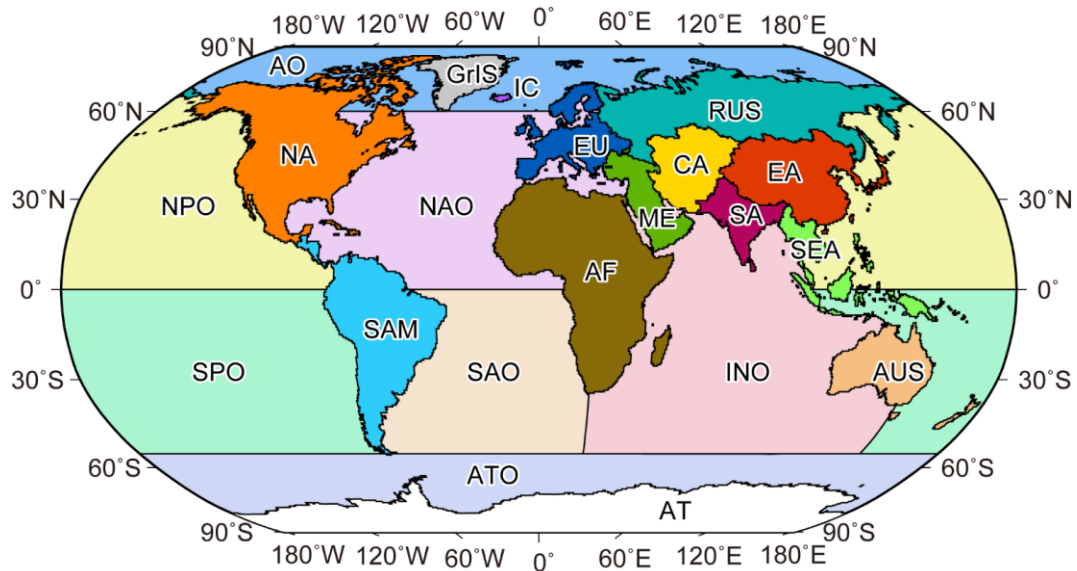 180˚W 120˚W 60˚W 0˚ 60˚E 120˚E 180˚E
90˚N 90˚N
AO GrIS IC
60˚N RUS 60˚N
NA EU CA EA
30˚N NPO NAO ME SA 30˚N
SEA
AF
0˚ 0˚
SAM
SPO SAO INO AUS
30˚S 30˚S
60˚S 60˚S
ATO
AT
90˚S 90˚S
180˚W 120˚W 60˚W 0˚ 60˚E 120˚E 180˚E